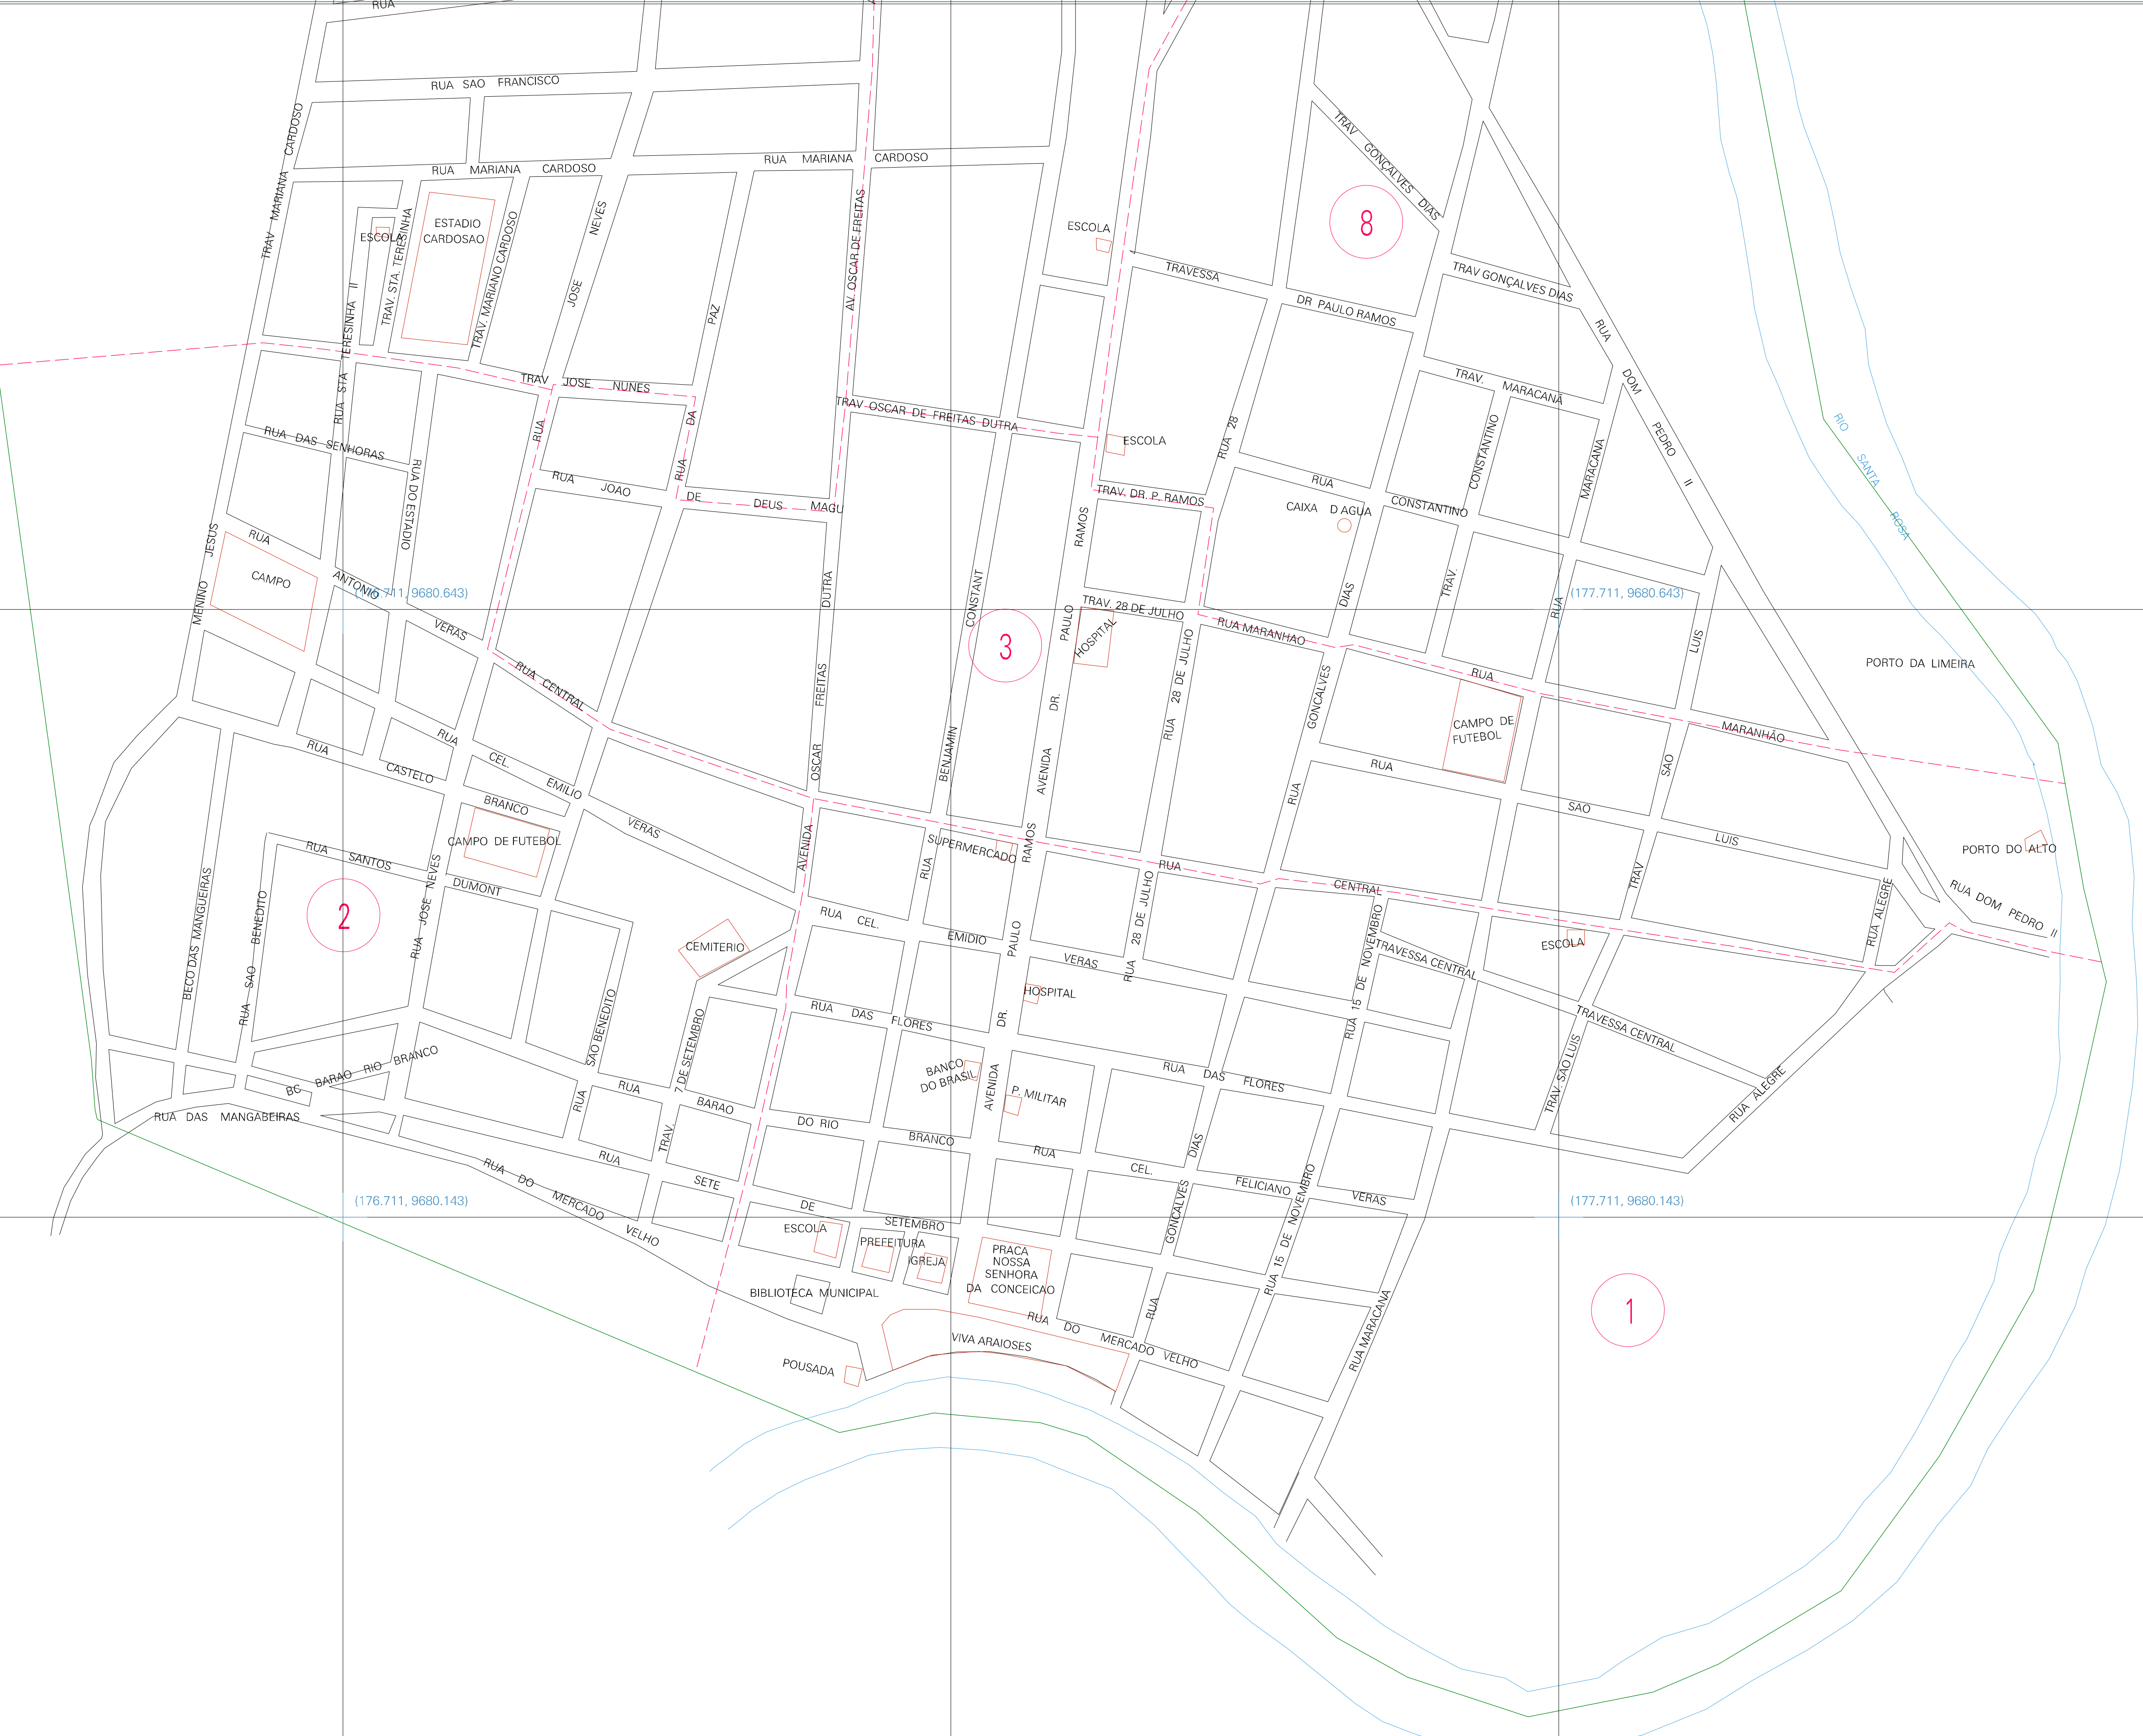 RUA
RUA SAO FRANCISCO
TRAV MARIANA CARDOSO
RUA MARIANA CARDOSO
RUA MARIANA CARDOSO
TRAV GONÇALVES DIAS
8
ESTADIO
CARDOSAO
ESCOLA
TRAV. STA. TERESINHA
RUA STA TERESINHA II
TRAV. MARIANO CARDOSO
JOSE NEVES
RUA
AV. OSCAR DE FREITAS
ESCOLA
TRAVESSA
DR PAULO RAMOS
TRAV GONÇALVES DIAS
RUA DOM PEDRO II
RUA DA PAZ
TRAV JOSE NUNES
TRAV OSCAR DE FREITAS DUTRA
ESCOLA
RUA 28
TRAV. MARACANÃ
RUA MARACANA
TRAV. CONSTANTINO
RIO SANTA ROSA
RUA DAS SENHORAS
RUA DO ESTADIO
RUA JOAO DE DEUS MAGU
TRAV. DR. P. RAMOS
RUA CONSTANTINO
CAIXA D AGUA
MENINO JESUS
CAMPO
RUA ANTONIO VERAS
(176.711, 9680.643)
(177.711, 9680.643)
AVENIDA OSCAR FREITAS DUTRA
RUA BENJAMIN CONSTANT
AVENIDA DR. PAULO RAMOS
TRAV. 28 DE JULHO
HOSPITAL
RUA 28 DE JULHO
RUA MARANHAO
RUA MARANHÃO
RUA GONCALVES DIAS
3
CAMPO DE
FUTEBOL
TRAV SAO LUIS
PORTO DA LIMEIRA
RUA CENTRAL
RUA CASTELO BRANCO
RUA CEL. EMILIO VERAS
CAMPO DE FUTEBOL
SUPERMERCADO
RUA CENTRAL
RUA SAO LUIS
PORTO DO ALTO
RUA DOM PEDRO II
RUA ALEGRE
RUA SANTOS DUMONT
2
BECO DAS MANGUEIRAS
RUA SAO BENEDITO
RUA JOSE NEVES
CEMITERIO
RUA CEL. EMIDIO VERAS
RUA 28 DE JULHO
RUA 15 DE NOVEMBRO
TRAVESSA CENTRAL
ESCOLA
HOSPITAL
RUA DAS FLORES
RUA DAS FLORES
AVENIDA DR. PAULO RAMOS
TRAVESSA CENTRAL
TRAV. SAO LUIS
RUA ALEGRE
RUA SAO BENEDITO
TRAV. 7 DE SETEMBRO
BC BARAO RIO BRANCO
RUA DAS MANGABEIRAS
RUA BARAO DO RIO BRANCO
BANCO
DO BRASIL
P. MILITAR
RUA CEL. FELICIANO VERAS
RUA GONCALVES DIAS
RUA 15 DE NOVEMBRO
(176.711, 9680.143)
(177.711, 9680.143)
RUA SETE DE SETEMBRO
RUA DO MERCADO VELHO
ESCOLA
PREFEITURA
IGREJA
PRACA
NOSSA
SENHORA
DA CONCEICAO
BIBLIOTECA MUNICIPAL
RUA DO MERCADO VELHO
RUA MARACANA
VIVA ARAIOSES
POUSADA
1